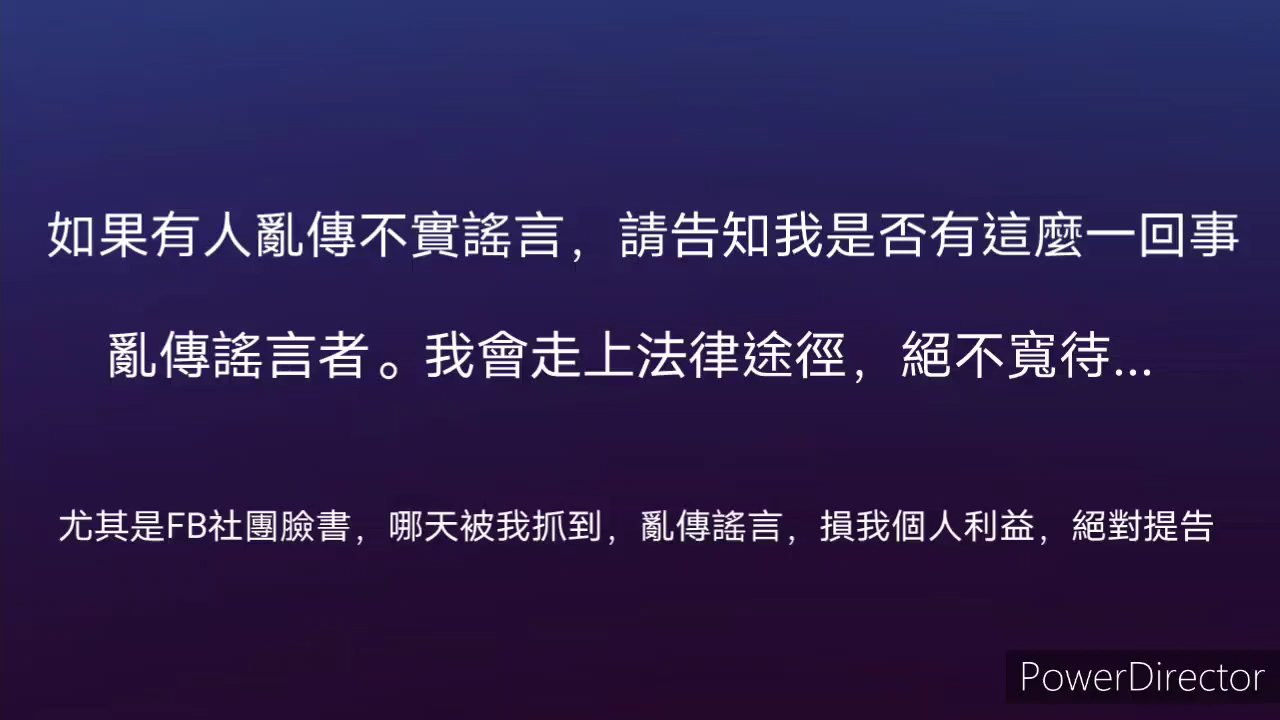 如果有人亂傳不實謠言，請告知我是否有這麼一回事
亂傳謠言者。我會走上法律途徑，絕不寬待...
尤其是FB社團臉書，哪天被我抓到，亂傳謠言，損我個人利益，絕對提告
PowerDirector